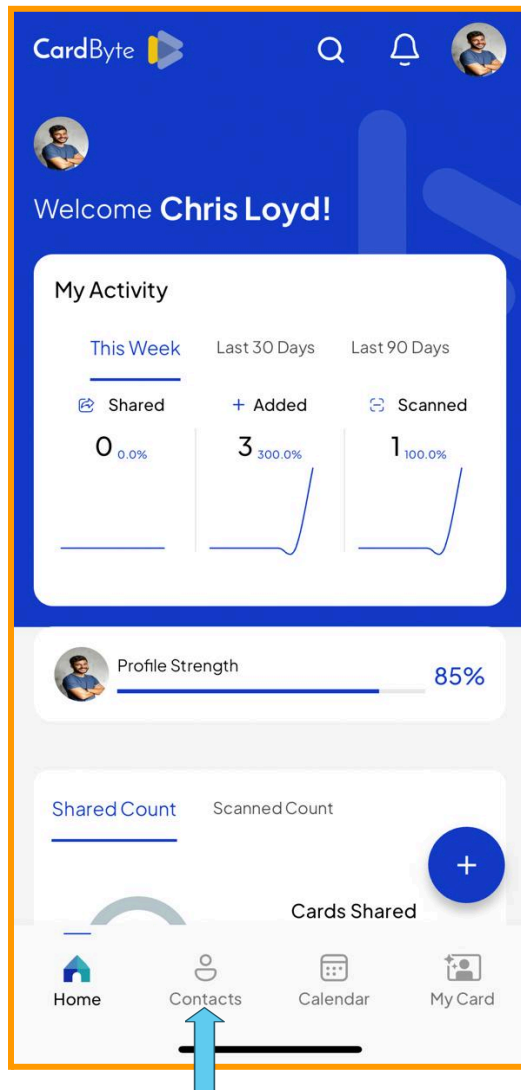 CardByte
Welcome Chris Loyd!
My Activity
This Week Last 30 Days Last 90 Days
Shared + Added Scanned
0 0.0% 3 300.0% 1 100.0%
Profile Strength
85%
Shared Count Scanned Count
+
Cards Shared
Home Contacts Calendar My Card